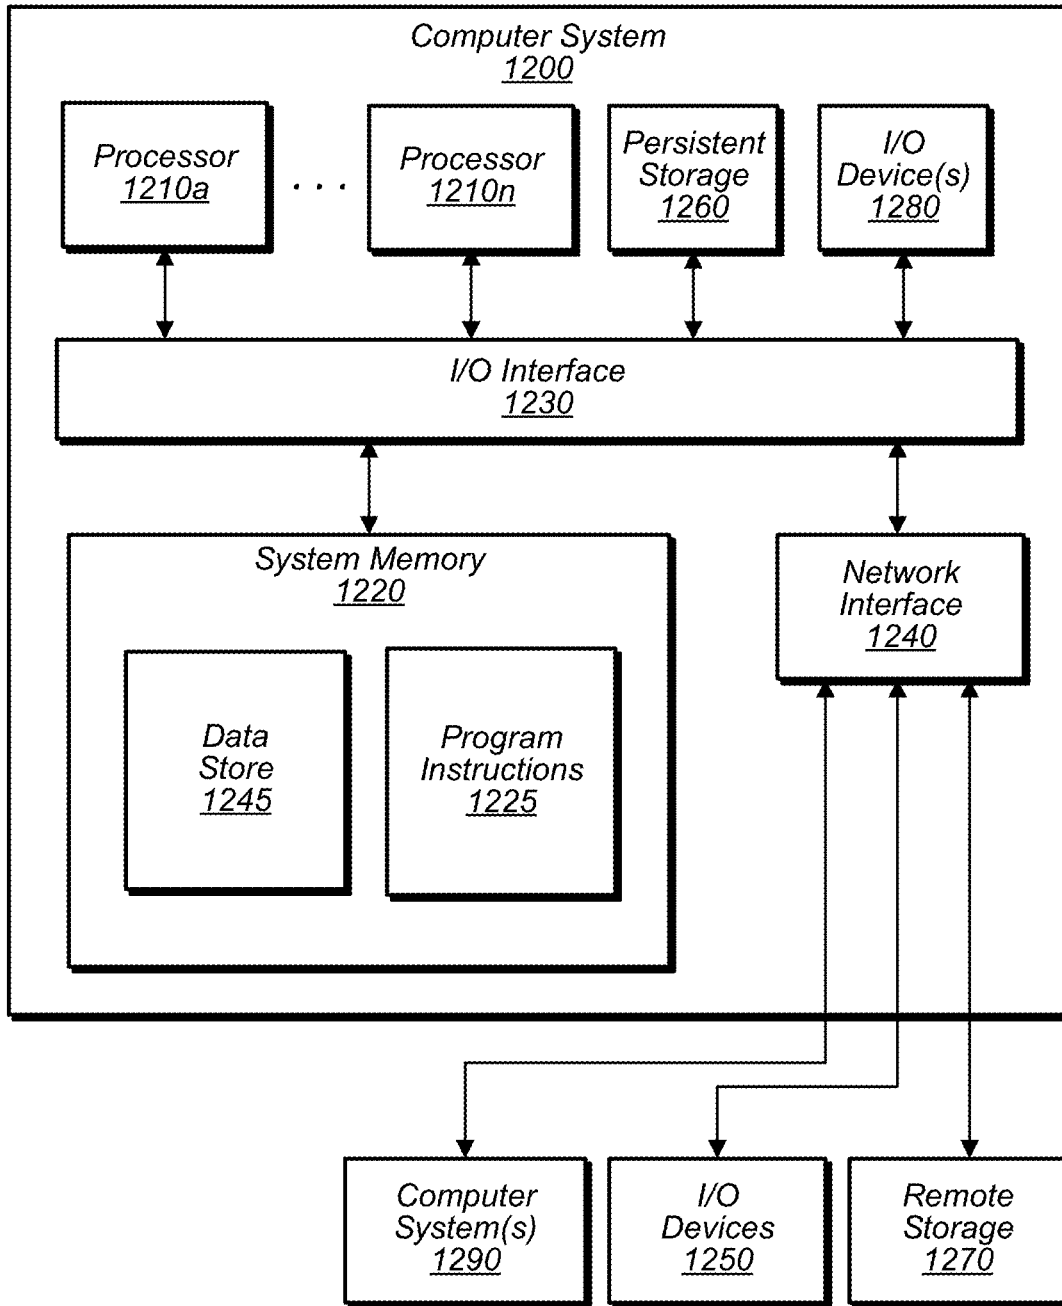 Computer System
1200
Processor
1210a
. . .
Processor
1210n
Persistent
Storage
1260
I/O
Device(s)
1280
I/O Interface
1230
System Memory
1220
Network
Interface
1240
Data
Store
1245
Program
Instructions
1225
Computer
System(s)
1290
I/O
Devices
1250
Remote
Storage
1270